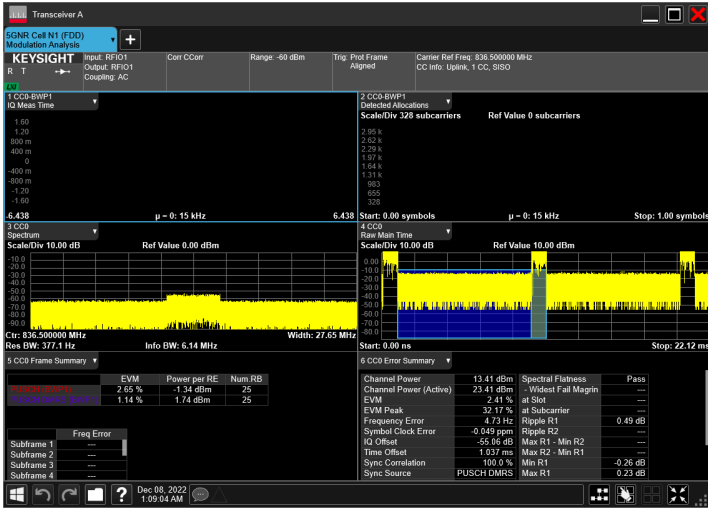 Transceiver A
5GNR Cell N1 (FDD)
Modulation Analysis
KEYSIGHT
R T
LXI
Input: RFIO1
Output: RFIO1
Coupling: AC
Corr CCorr
Range: -60 dBm
Trig: Prot Frame
Aligned
Carrier Ref Freq: 836.500000 MHz
CC Info: Uplink, 1 CC, SISO
1 CC0-BWP1
IQ Meas Time
1.60
1.20
800 m
400 m
0
-400 m
-800 m
-1.20
-1.60
-6.438 µ = 0: 15 kHz 6.438
2 CC0-BWP1
Detected Allocations
Scale/Div 328 subcarriers Ref Value 0 subcarriers
2.95 k
2.62 k
2.29 k
1.97 k
1.64 k
1.31 k
983
655
328
Start: 0.00 symbols µ = 0: 15 kHz Stop: 1.00 symbols
3 CC0
Spectrum
Scale/Div 10.00 dB Ref Value 0.00 dBm
-10.0
-20.0
-30.0
-40.0
-50.0
-60.0
-70.0
-80.0
-90.0
Ctr: 836.500000 MHz Width: 27.65 MHz
Res BW: 377.1 Hz Info BW: 6.14 MHz
4 CC0
Raw Main Time
Scale/Div 10.00 dB Ref Value 10.00 dBm
0.00
-10.0
-20.0
-30.0
-40.0
-50.0
-60.0
-70.0
-80.0
Start: 0.00 ns Stop: 22.12 ms
5 CC0 Frame Summary
EVM Power per RE Num.RB
2.65 % -1.34 dBm 25
1.14 % 1.74 dBm 25
Freq Error
Subframe 1 ---
Subframe 2 ---
Subframe 3 ---
Subframe 4 ---
6 CC0 Error Summary
Channel Power 13.41 dBm Spectral Flatness Pass
Channel Power (Active) 23.41 dBm - Widest Fail Magrin ---
EVM 2.41 % at Slot ---
EVM Peak 32.17 % at Subcarrier ---
Frequency Error 4.73 Hz Ripple R1 0.49 dB
Symbol Clock Error -0.049 ppm Ripple R2 ---
IQ Offset -55.06 dB Max R1 - Min R2 ---
Time Offset 1.037 ms Max R2 - Min R1 ---
Sync Correlation 100.0 % Min R1 -0.26 dB
Sync Source PUSCH DMRS Max R1 0.23 dB
Dec 08, 2022
1:09:04 AM